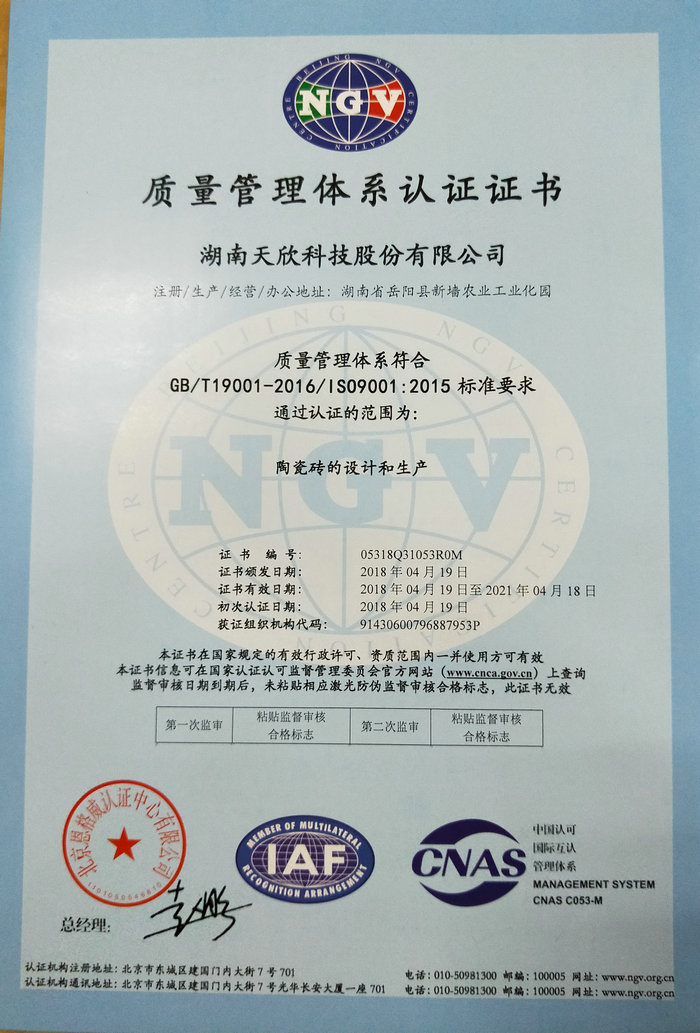 BEIJING NGV CERTIFICATION CENTRE
NGV
质量管理体系认证证书
湖南天欣科技股份有限公司
注册/生产/经营/办公地址：湖南省岳阳县新墙农业工业化园
质量管理体系符合
GB/T19001-2016/ISO9001:2015 标准要求
通过认证的范围为：
陶瓷砖的设计和生产
BEIJING NGV CERTIFICATION CENTRE
NGV
证书编号： 05318Q31053R0M
证书颁发日期： 2018 年 04 月 19 日
证书有效日期： 2018 年 04 月 19 日至 2021 年 04 月 18 日
初次认证日期： 2018 年 04 月 19 日
获证组织机构代码： 91430600796887953P
本证书在国家规定的有效行政许可、资质范围内一并使用方可有效
本证书信息可在国家认证认可监督管理委员会官方网站（www.cnca.gov.cn）上查询
监督审核日期到期后，未粘贴相应激光防伪监督审核合格标志，此证书无效
第一次监审 粘贴监督审核合格标志 第二次监审 粘贴监督审核合格标志
北京恩格威认证中心有限公司
MEMBER OF MULTILATERAL
IAF
RECOGNITION ARRANGEMENT
CNAS
中国认可
国际互认
管理体系
MANAGEMENT SYSTEM
CNAS C053-M
总经理：
认证机构注册地址：北京市东城区建国门内大街 7 号 701 电话：010-50981300 邮编：100005 网址：www.ngv.org.cn
认证机构通讯地址：北京市东城区建国门内大街 7 号光华长安大厦一座 701 电话：010-50981300 邮编：100005 网址：www.ngv.org.cn